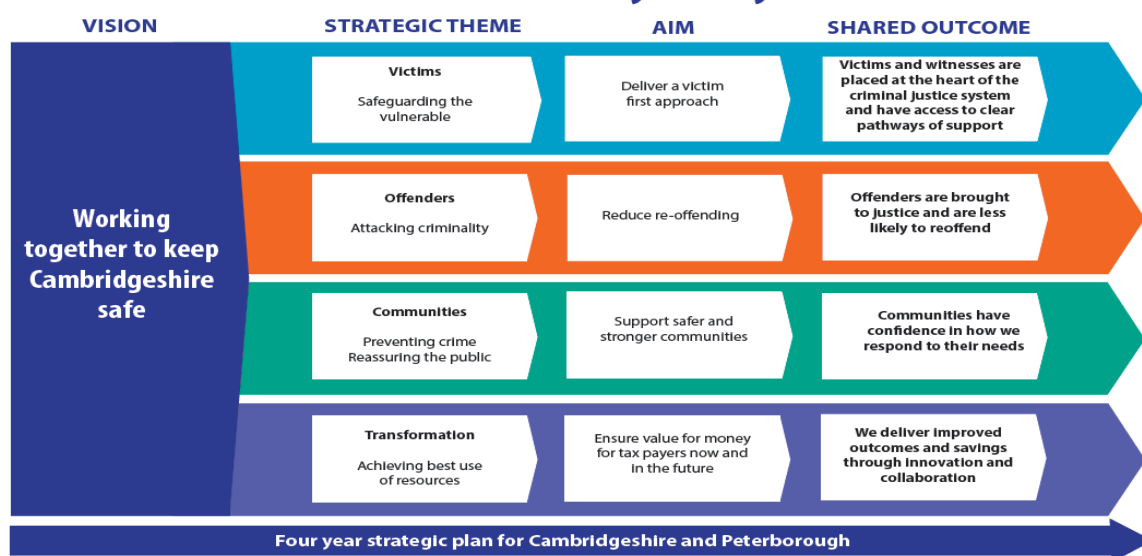 VISION
STRATEGIC THEME
AIM
SHARED OUTCOME
Working
together to keep
Cambridgeshire
safe
Victims
Safeguarding the
vulnerable
Deliver a victim
first approach
Victims and witnesses are
placed at the heart of the
criminal justice system
and have access to clear
pathways of support
Offenders
Attacking criminality
Reduce re-offending
Offenders are brought
to justice and are less
likely to reoffend
Communities
Preventing crime
Reassuring the public
Support safer and
stronger communities
Communities have
confidence in how we
respond to their needs
Transformation
Achieving best use
of resources
Ensure value for money
for tax payers now and
in the future
We deliver improved
outcomes and savings
through innovation and
collaboration
Four year strategic plan for Cambridgeshire and Peterborough